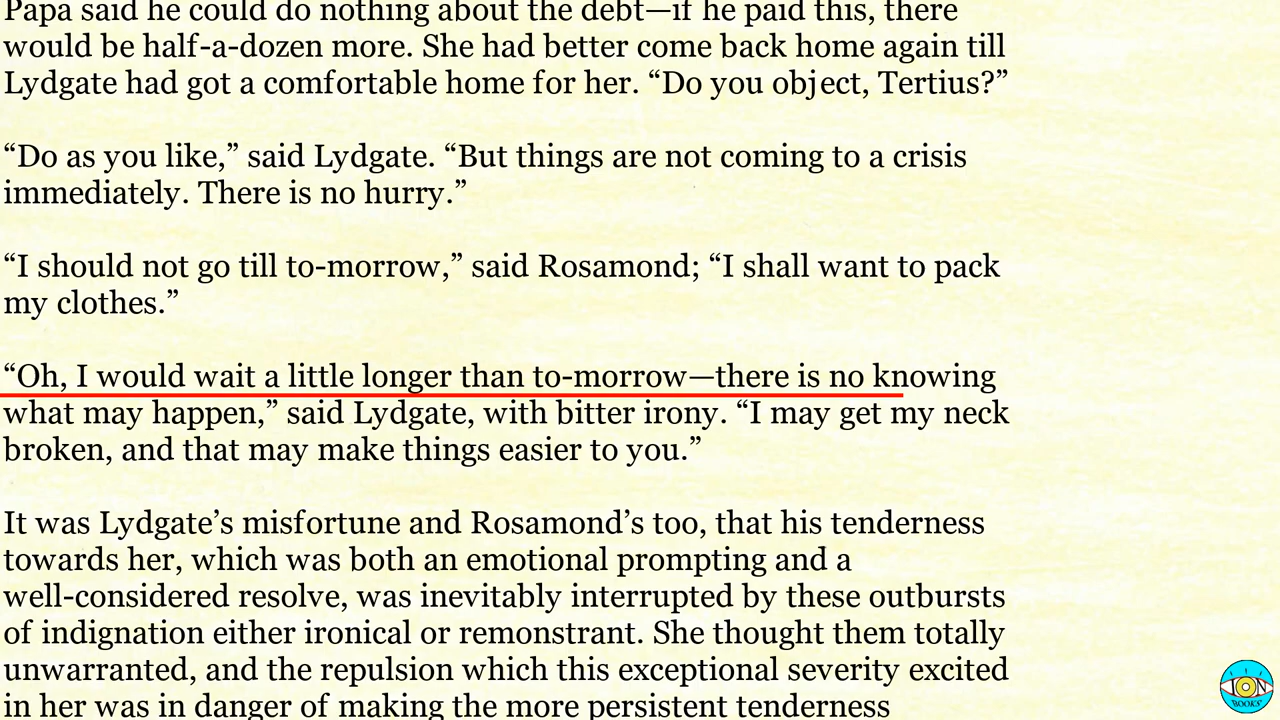 Papa said he could do nothing about the debt—if he paid this, there
would be half-a-dozen more. She had better come back home again till
Lydgate had got a comfortable home for her. “Do you object, Tertius?”
“Do as you like,” said Lydgate. “But things are not coming to a crisis
immediately. There is no hurry.”
“I should not go till to-morrow,” said Rosamond; “I shall want to pack
my clothes.”
“Oh, I would wait a little longer than to-morrow—there is no knowing
what may happen,” said Lydgate, with bitter irony. “I may get my neck
broken, and that may make things easier to you.”
It was Lydgate’s misfortune and Rosamond’s too, that his tenderness
towards her, which was both an emotional prompting and a
well-considered resolve, was inevitably interrupted by these outbursts
of indignation either ironical or remonstrant. She thought them totally
unwarranted, and the repulsion which this exceptional severity excited
in her was in danger of making the more persistent tenderness
ION
BOOKS